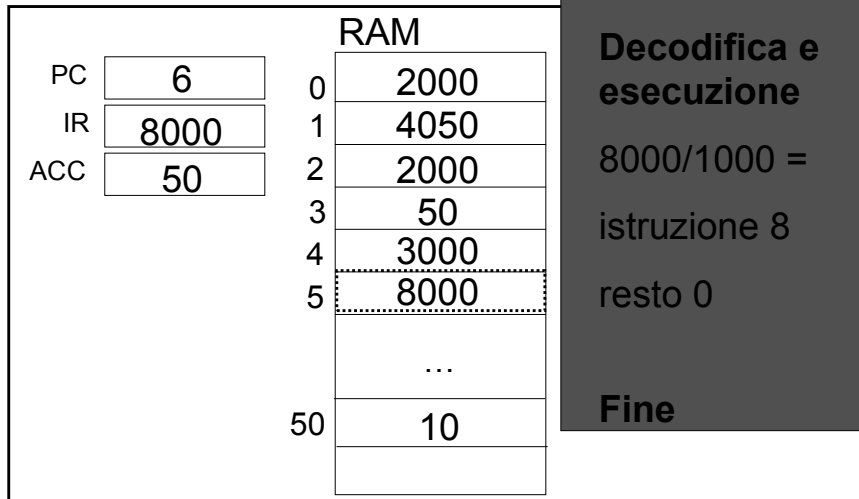 RAM
PC 6
IR 8000
ACC 50
0 2000
1 4050
2 2000
3 50
4 3000
5 8000
...
50 10
Decodifica e
esecuzione
8000/1000 =
istruzione 8
resto 0
Fine